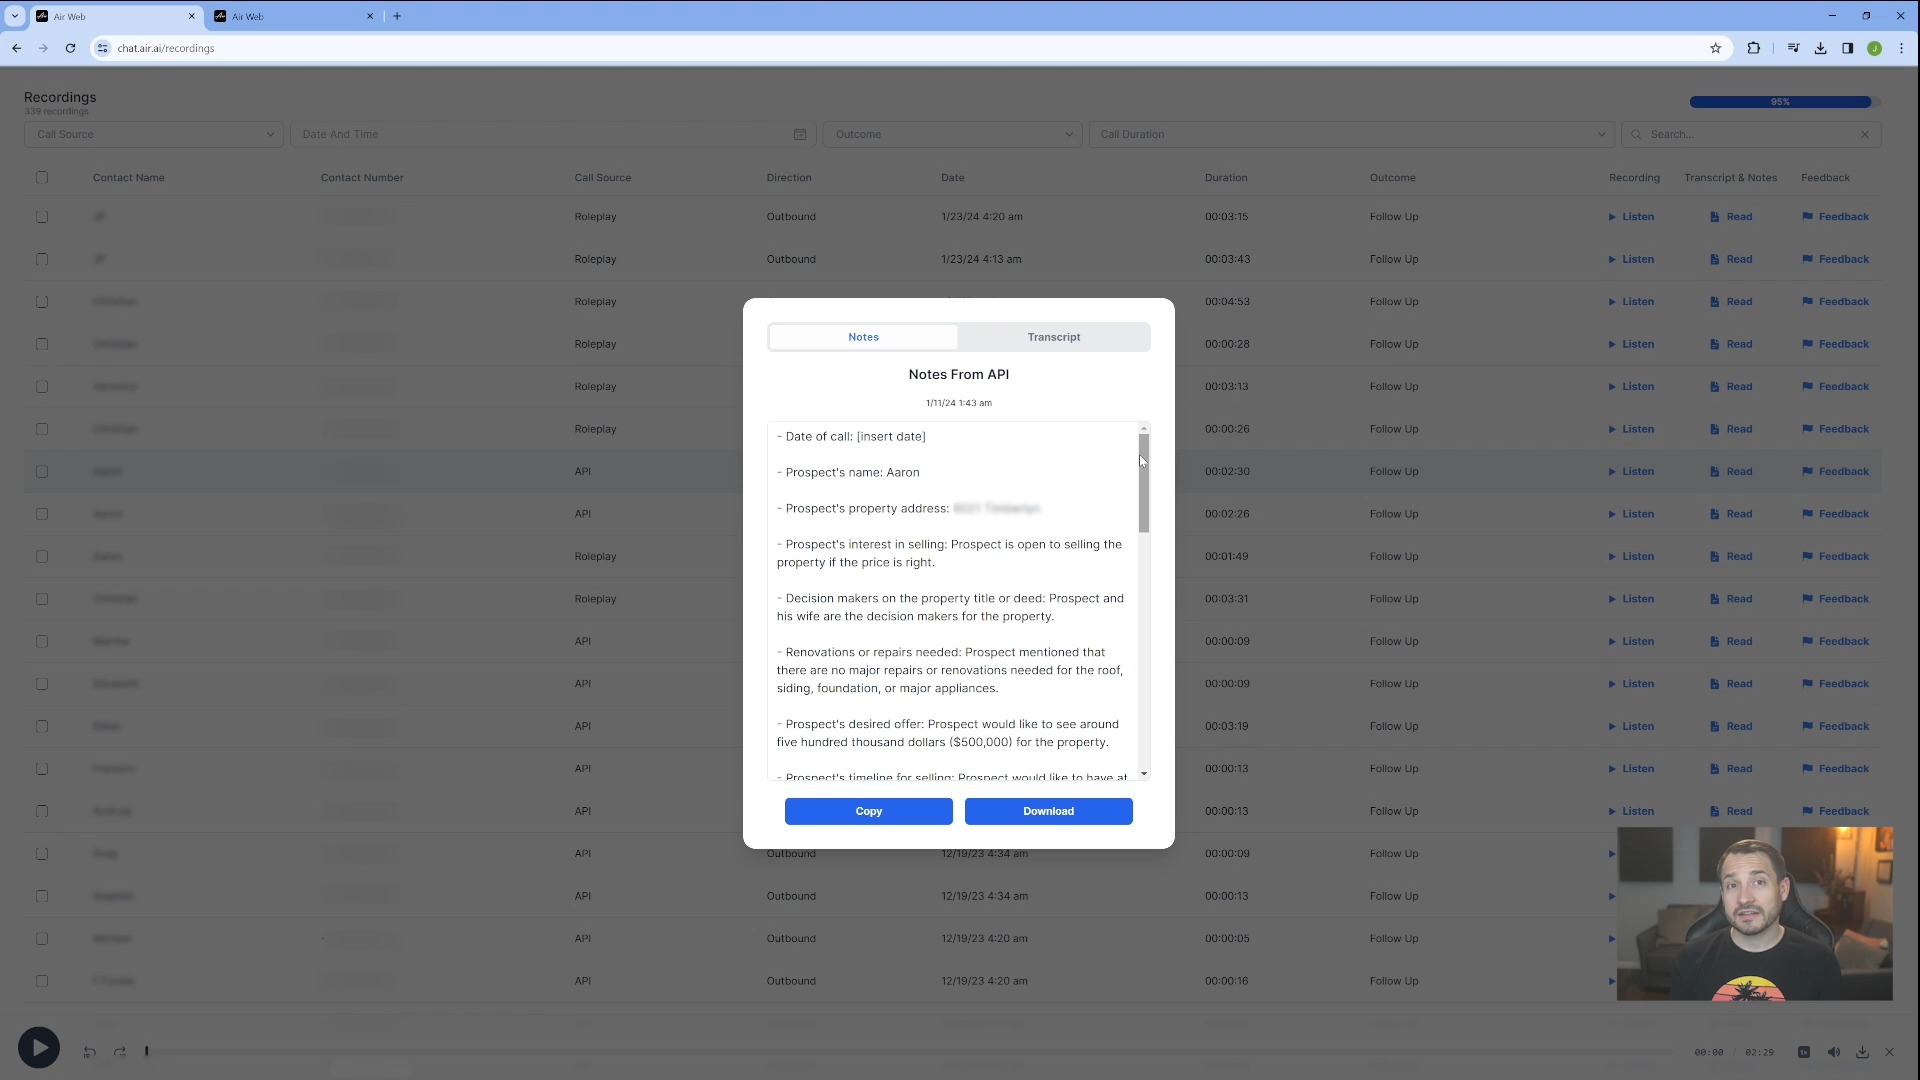 Air Web
Air Web
chat.air.ai/recordings
J
Recordings
339 recordings
95%
Call Source
Date And Time
Outcome
Call Duration
Search...
Contact Name Contact Number Call Source Direction Date Duration Outcome Recording Transcript & Notes Feedback
Roleplay Outbound 1/23/24 4:20 am 00:03:15 Follow Up Listen Read Feedback
Roleplay Outbound 1/23/24 4:13 am 00:03:43 Follow Up Listen Read Feedback
Roleplay 00:04:53 Follow Up Listen Read Feedback
Roleplay 00:00:28 Follow Up Listen Read Feedback
Roleplay 00:03:13 Follow Up Listen Read Feedback
Roleplay 00:00:26 Follow Up Listen Read Feedback
API 00:02:30 Follow Up Listen Read Feedback
API 00:02:26 Follow Up Listen Read Feedback
Roleplay 00:01:49 Follow Up Listen Read Feedback
Roleplay 00:03:31 Follow Up Listen Read Feedback
API 00:00:09 Follow Up Listen Read Feedback
API 00:00:09 Follow Up Listen Read Feedback
API 00:03:19 Follow Up Listen Read Feedback
API 00:00:13 Follow Up Listen Read Feedback
API 00:00:13 Follow Up Listen Read Feedback
API Outbound 12/19/23 4:34 am 00:00:09 Follow Up
API Outbound 12/19/23 4:34 am 00:00:13 Follow Up
API Outbound 12/19/23 4:20 am 00:00:05 Follow Up
API Outbound 12/19/23 4:20 am 00:00:16 Follow Up
Notes Transcript
Notes From API
1/11/24 1:43 am
- Date of call: [insert date]
- Prospect's name: Aaron
- Prospect's property address:
- Prospect's interest in selling: Prospect is open to selling the
property if the price is right.
- Decision makers on the property title or deed: Prospect and
his wife are the decision makers for the property.
- Renovations or repairs needed: Prospect mentioned that
there are no major repairs or renovations needed for the roof,
siding, foundation, or major appliances.
- Prospect's desired offer: Prospect would like to see around
five hundred thousand dollars ($500,000) for the property.
- Prospect's timeline for selling: Prospect would like to have at
Copy Download
00:00 / 02:29
1x